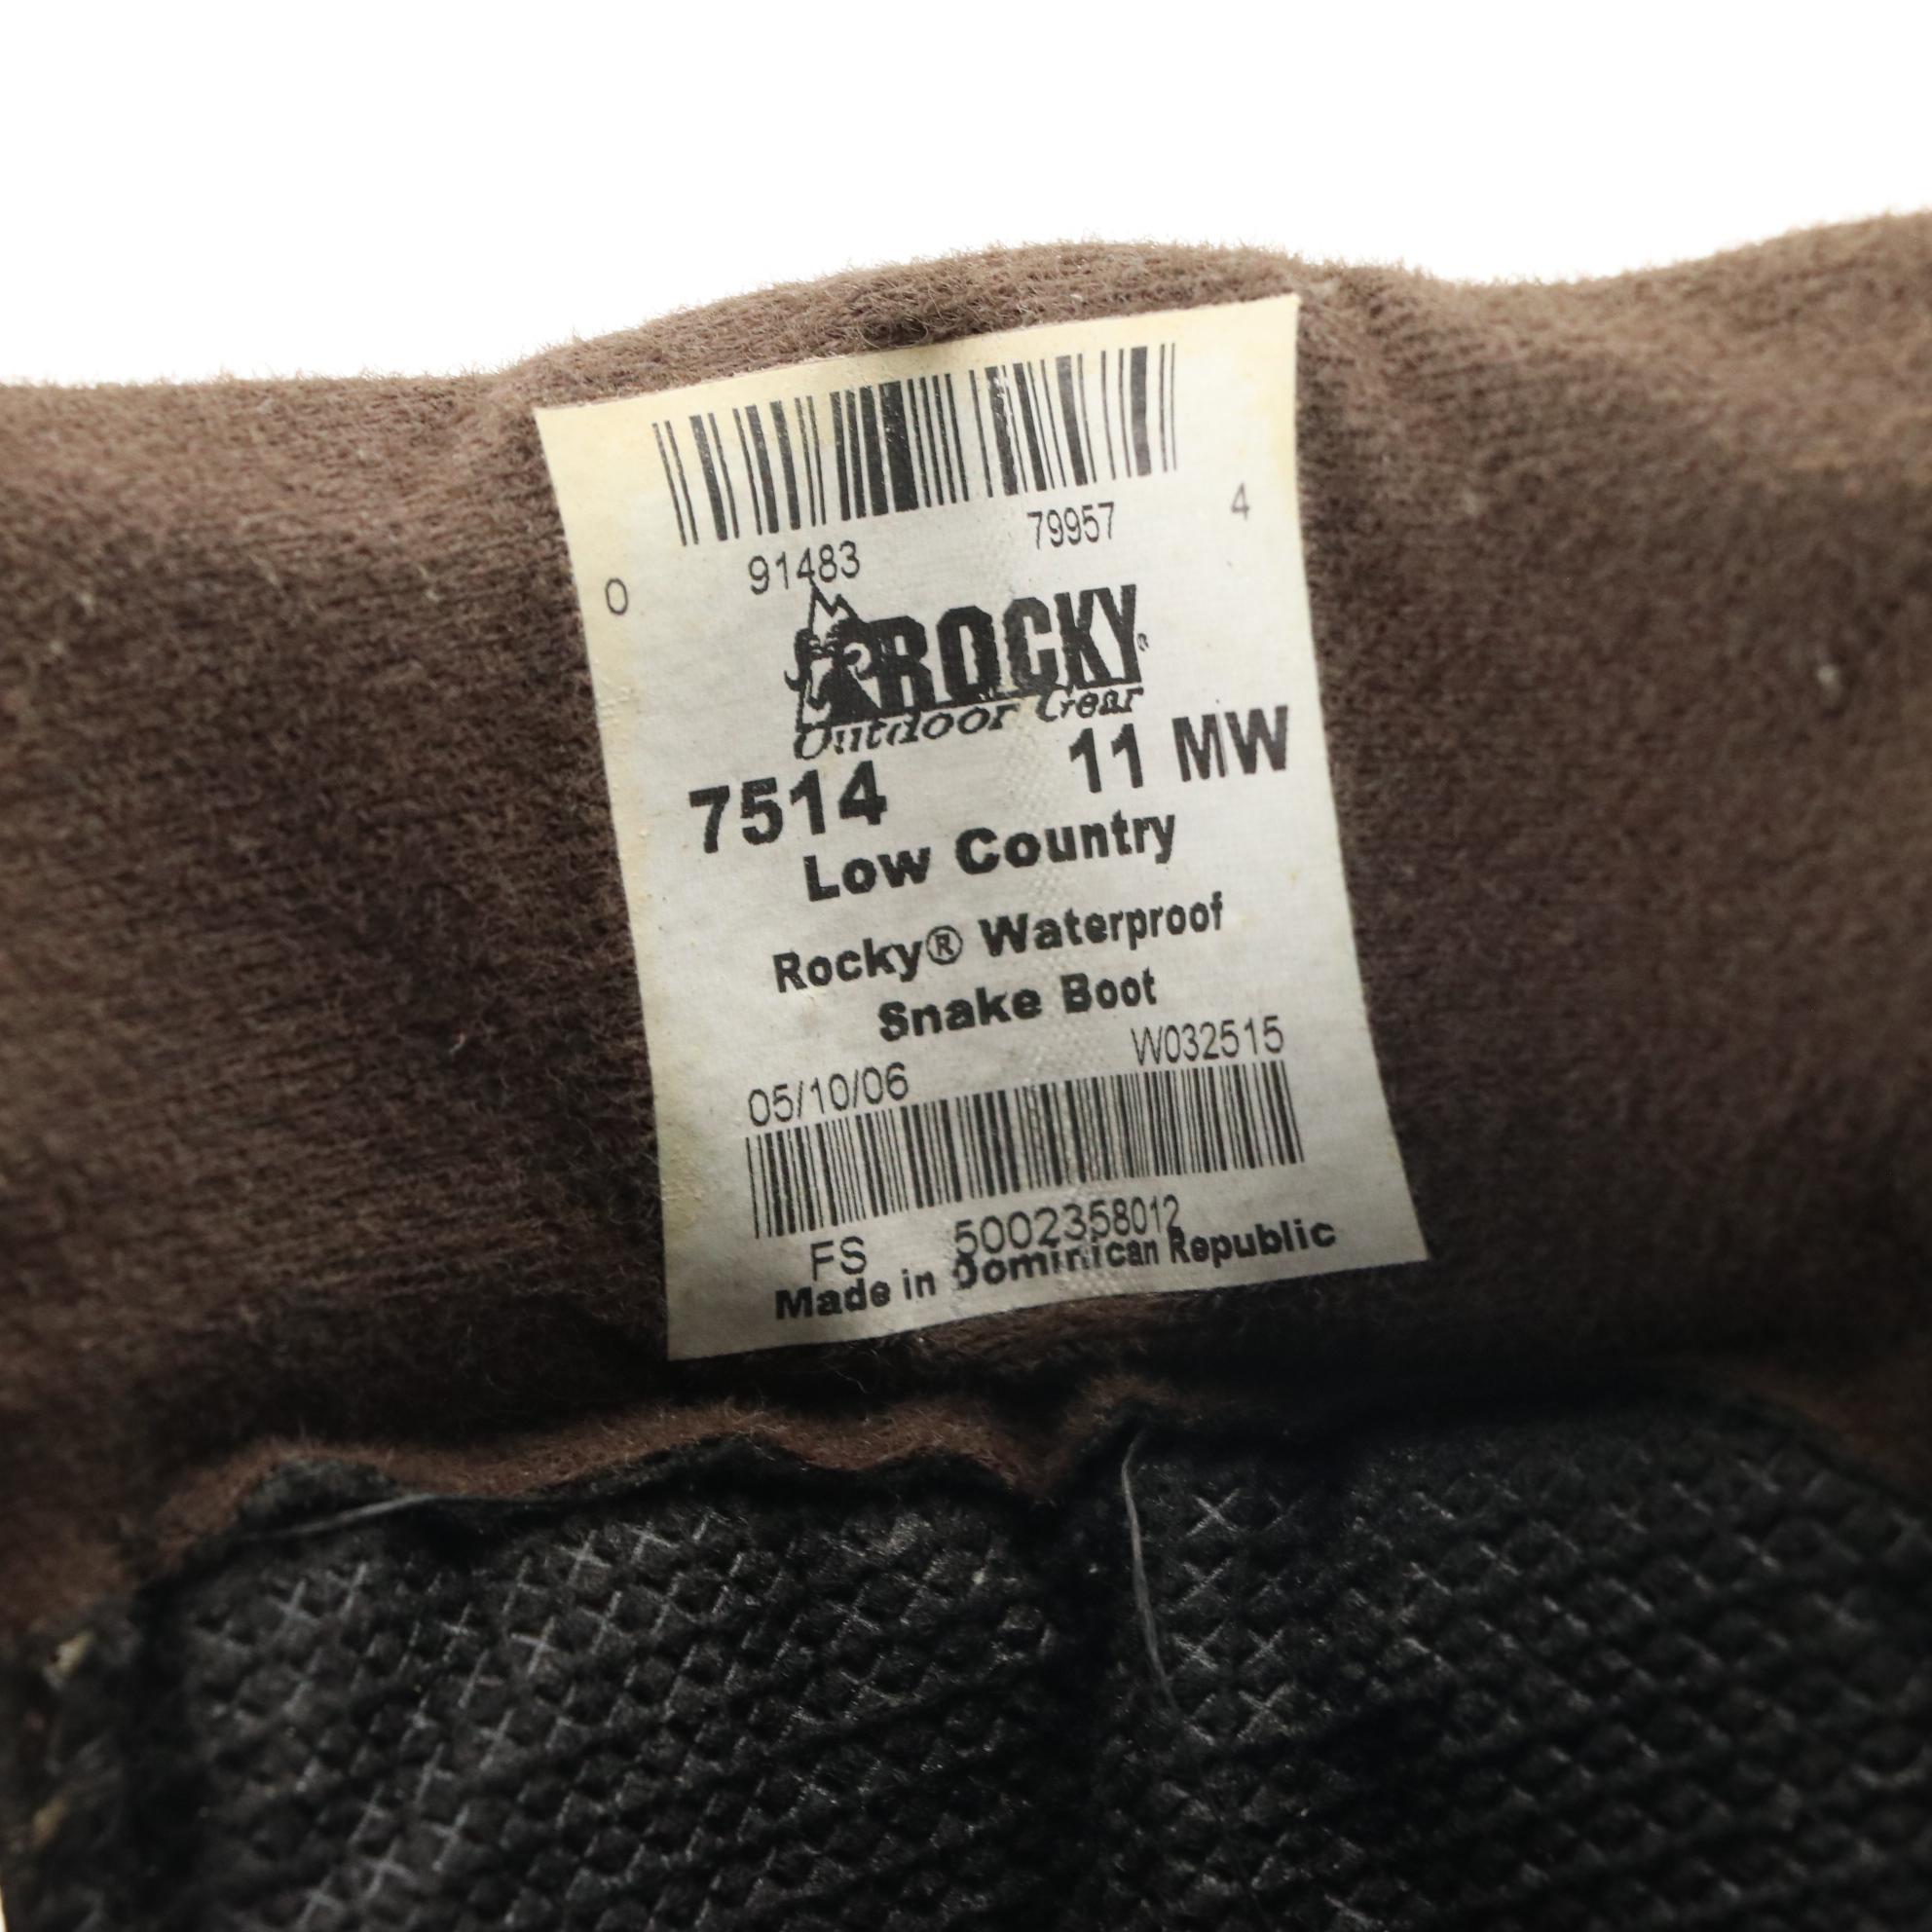 0 91483 79957 4
ROCKY®
Outdoor Gear
7514 11 MW
Low Country
Rocky® Waterproof
Snake Boot
05/10/06 W032515
FS 5002358012
Made in Dominican Republic